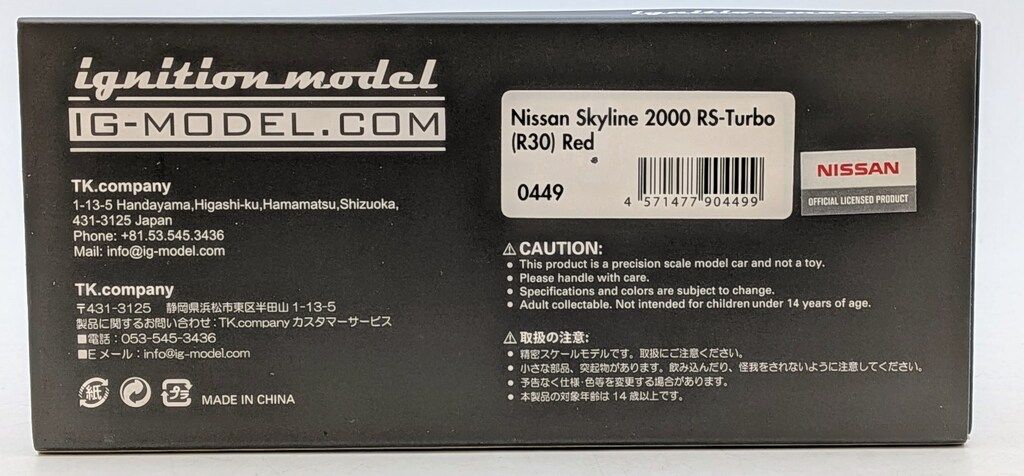 ignition model
IG-MODEL.COM
TK.company
1-13-5 Handayama,Higashi-ku,Hamamatsu,Shizuoka,
431-3125 Japan
Phone: +81.53.545.3436
Mail: info@ig-model.com
TK.company
〒431-3125 静岡県浜松市東区半田山1-13-5
製品に関するお問い合わせ:TK.company カスタマーサービス
■電話:053-545-3436
■E メール:info@ig-model.com
紙
プラ
MADE IN CHINA
Nissan Skyline 2000 RS-Turbo
(R30) Red
0449
4 571477 904499
NISSAN
OFFICIAL LICENSED PRODUCT
⚠CAUTION:
• This product is a precision scale model car and not a toy.
• Please handle with care.
• Specifications and colors are subject to change.
• Adult collectable. Not intended for children under 14 years of age.
⚠取扱の注意:
• 精密スケールモデルです。取扱にご注意ください。
• 小さな部品、突起物があります。飲み込んだり、怪我をされないように注意してください。
• 予告なく仕様・色等を変更する場合があります。
• 本製品の対象年齢は 14 歳以上です。